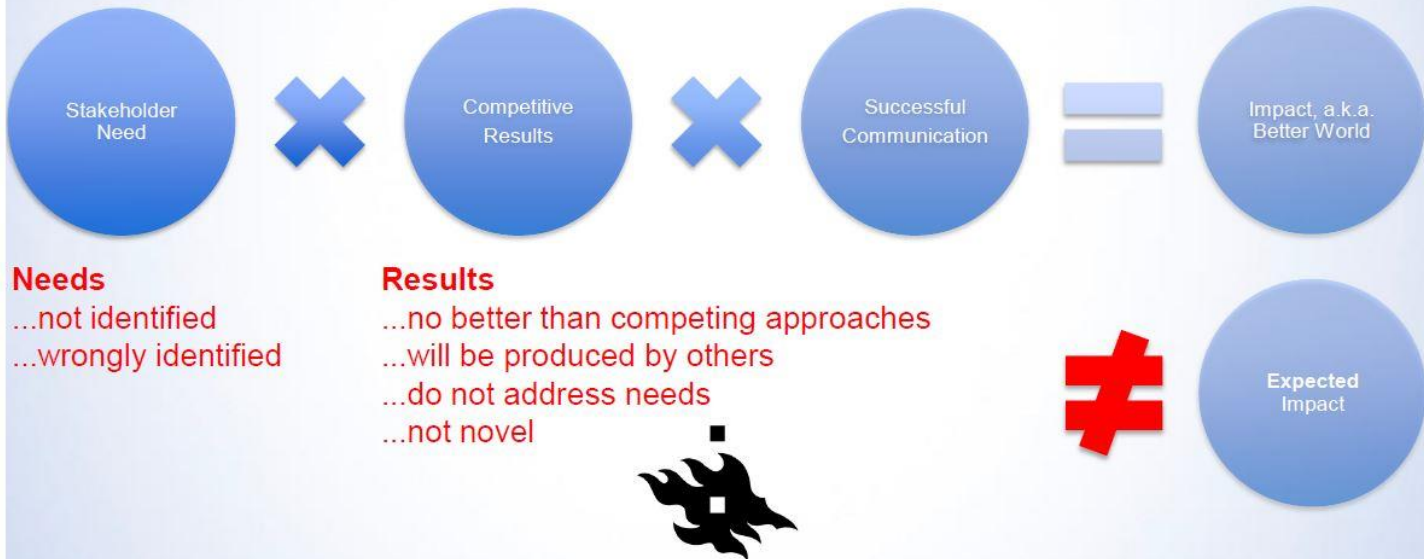 Stakeholder
Need
Competitive
Results
Successful
Communication
Impact, a.k.a.
Better World
Needs
...not identified
...wrongly identified
Results
...no better than competing approaches
...will be produced by others
...do not address needs
...not novel
Expected
Impact